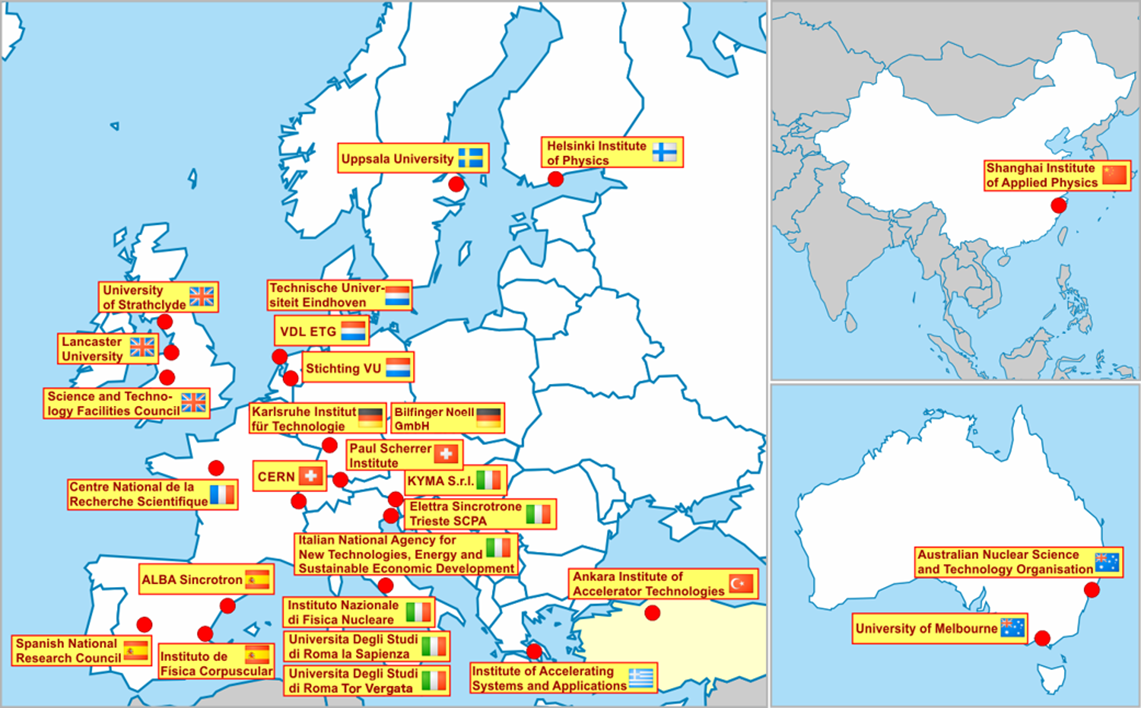 Uppsala University
Helsinki Institute
of Physics
Shanghai Institute
of Applied Physics
University
of Strathclyde
Technische Univer-
siteit Eindhoven
VDL ETG
Lancaster
University
Stichting VU
Science and Techno-
logy Facilities Council
Karlsruhe Institut
für Technologie
Bilfinger Noell
GmbH
Paul Scherrer
Institute
CERN
KYMA S.r.l.
Centre National de la
Recherche Scientifique
Elettra Sincrotrone
Trieste SCPA
Italian National Agency for
New Technologies, Energy and
Sustainable Economic Development
ALBA Sincrotron
Ankara Institute of
Accelerator Technologies
Australian Nuclear Science
and Technology Organisation
Instituto Nazionale
di Fisica Nucleare
University of Melbourne
Spanish National
Research Council
Instituto de
Física Corpuscular
Universita Degli Studi
di Roma la Sapienza
Universita Degli Studi
di Roma Tor Vergata
Institute of Accelerating
Systems and Applications